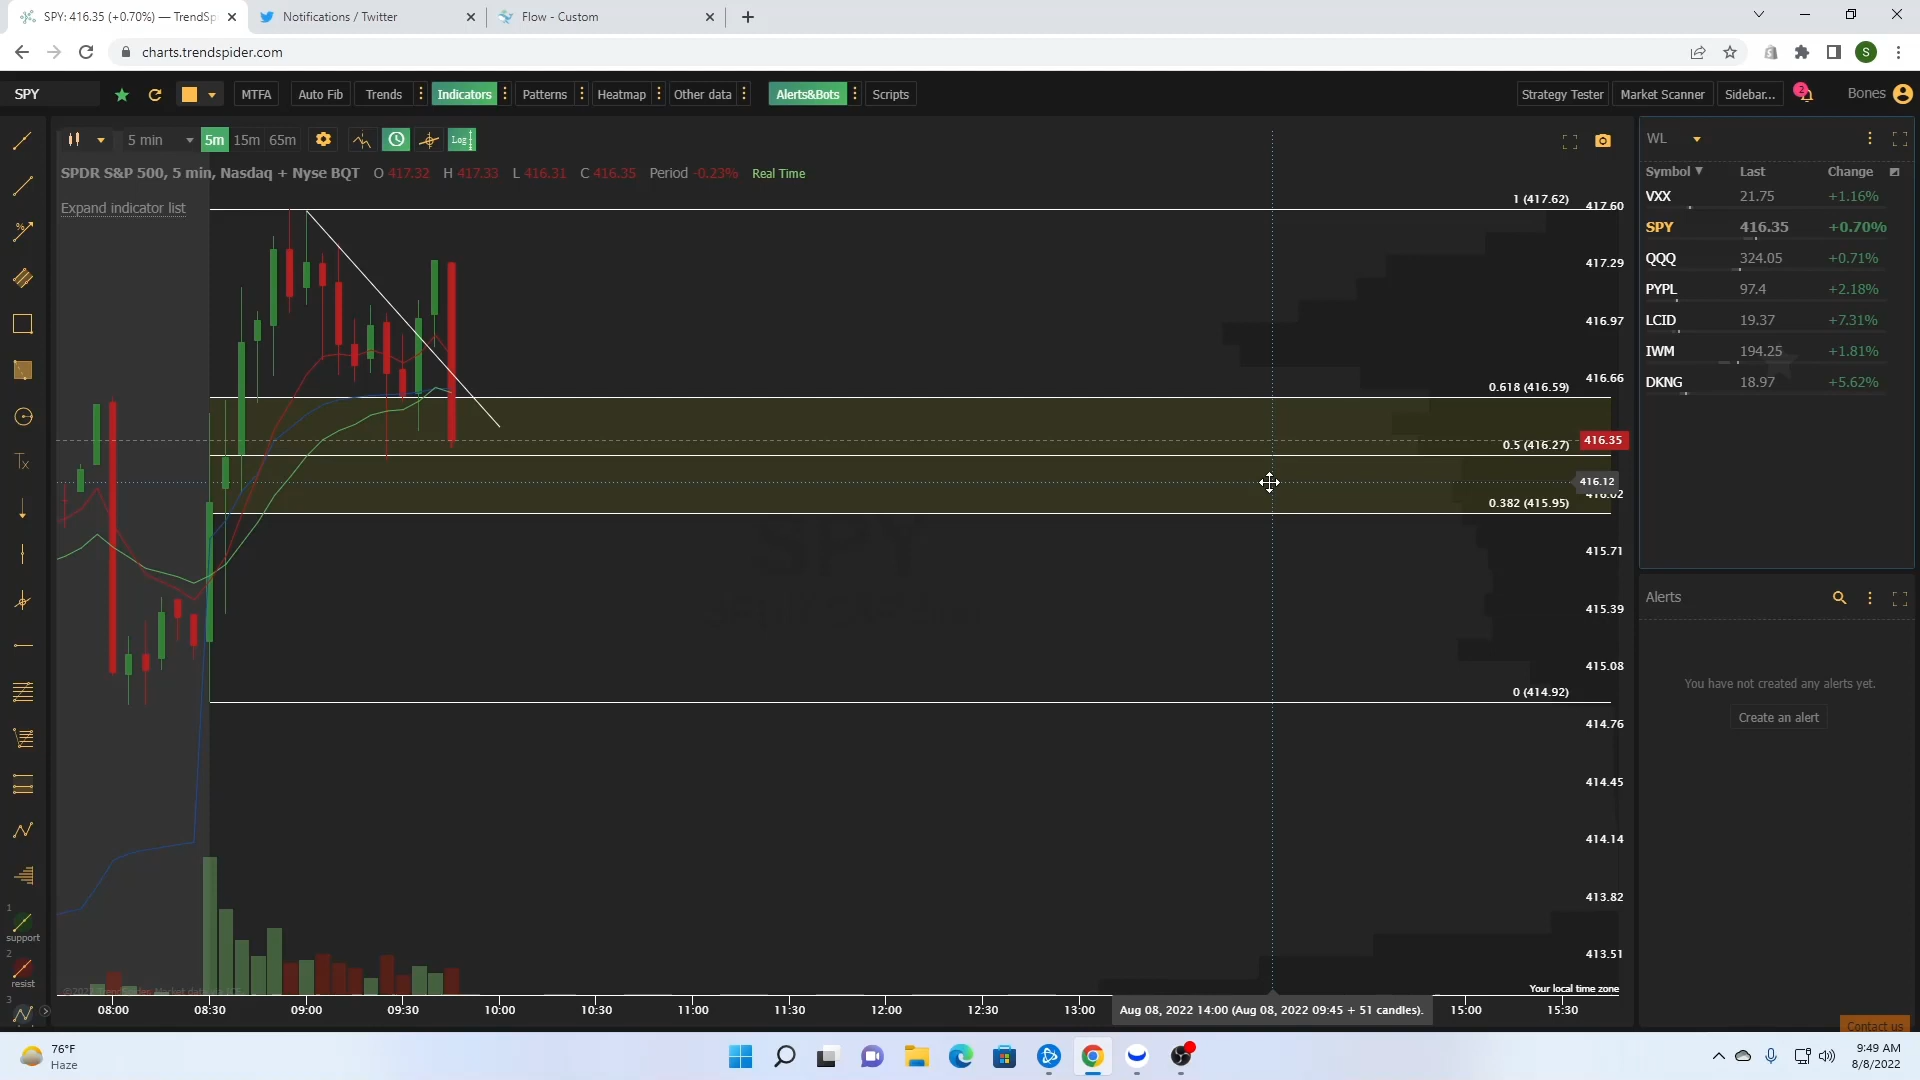 SPY: 416.35 (+0.70%) — TrendSp
Notifications / Twitter
Flow - Custom
charts.trendspider.com
S
SPY
MTFA
Auto Fib
Trends
Indicators
Patterns
Heatmap
Other data
Alerts&Bots
Scripts
Strategy Tester
Market Scanner
Sidebar...
2
Bones
5 min
5m
15m
65m
Log
SPDR S&P 500, 5 min, Nasdaq + Nyse BQT O 417.32 H 417.33 L 416.31 C 416.35 Period -0.23% Real Time
Expand indicator list
1 (417.62)
0.618 (416.59)
0.5 (416.27)
0.382 (415.95)
0 (414.92)
417.60
417.29
416.97
416.66
416.35
416.12
416.02
415.71
415.39
415.08
414.76
414.45
414.14
413.82
413.51
SPY
Your local time zone
08:00
08:30
09:00
09:30
10:00
10:30
11:00
11:30
12:00
12:30
13:00
Aug 08, 2022 14:00 (Aug 08, 2022 09:45 + 51 candles).
15:00
15:30
Tx
1
support
2
resist
3
WL
Symbol Last Change
VXX 21.75 +1.16%
SPY 416.35 +0.70%
QQQ 324.05 +0.71%
PYPL 97.4 +2.18%
LCID 19.37 +7.31%
IWM 194.25 +1.81%
DKNG 18.97 +5.62%
Alerts
You have not created any alerts yet.
Create an alert
Contact us
76°F
Haze
9:49 AM
8/8/2022